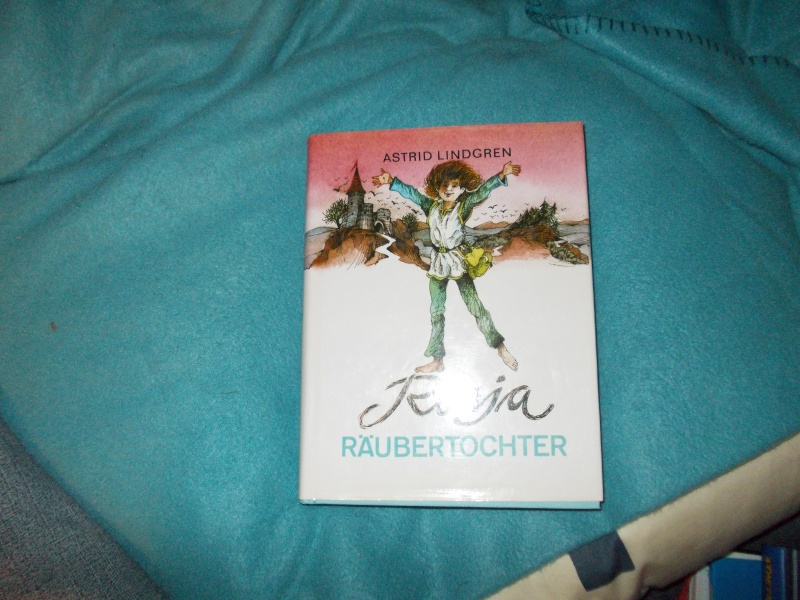 ASTRID LINDGREN
Ronja
RÄUBERTOCHTER